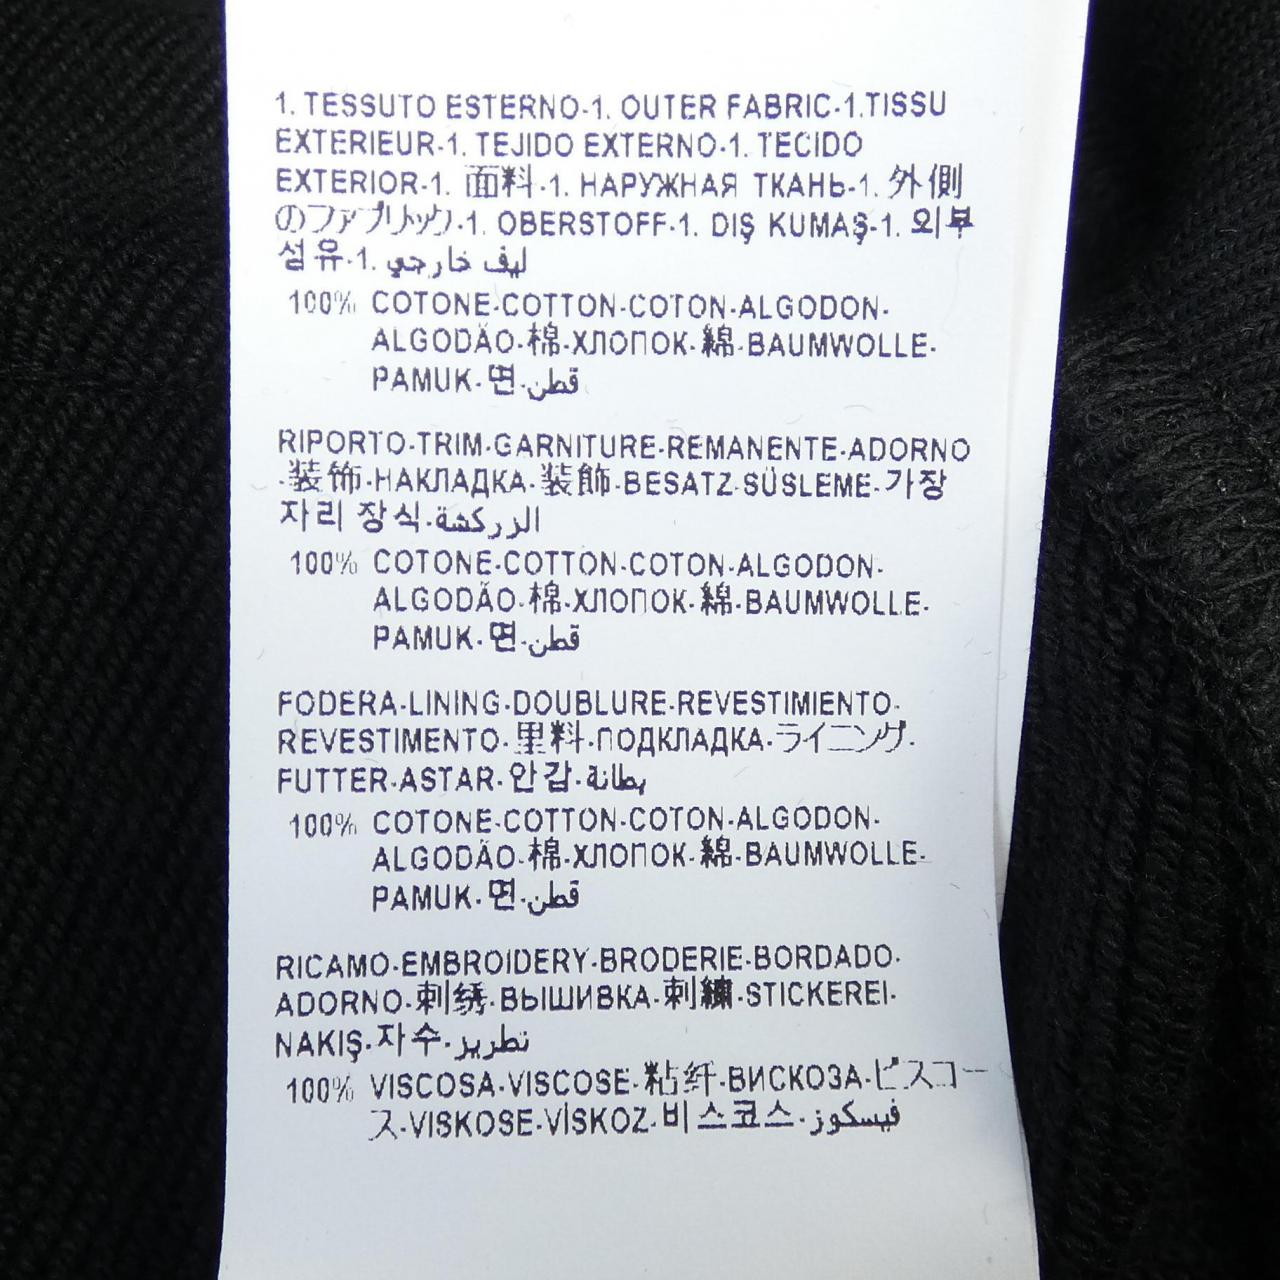 1. TESSUTO ESTERNO-1. OUTER FABRIC-1.TISSU
EXTERIEUR-1. TEJIDO EXTERNO-1. TECIDO
EXTERIOR-1. 面料-1. НАРУЖНАЯ ТКАНЬ-1. 外側
のファブリック-1. OBERSTOFF-1. DIŞ KUMAŞ-1. 외부
섬유-1. ليف خارجي
100% COTONE-COTTON-COTON-ALGODON-
ALGODÃO-棉-ХЛОПОК-綿-BAUMWOLLE-
PAMUK-면-قطن
RIPORTO-TRIM-GARNITURE-REMANENTE-ADORNO
-装饰-НАКЛАДКА-装飾-BESATZ-SÜSLEME-가장
자리 장식-الزركشة
100% COTONE-COTTON-COTON-ALGODON-
ALGODÃO-棉-ХЛОПОК-綿-BAUMWOLLE-
PAMUK-면-قطن
FODERA-LINING-DOUBLURE-REVESTIMIENTO-
REVESTIMENTO-里料-ПОДКЛАДКА-ライニング-
FUTTER-ASTAR-안감-بطانة
100% COTONE-COTTON-COTON-ALGODON-
ALGODÃO-棉-ХЛОПОК-綿-BAUMWOLLE-
PAMUK-면-قطن
RICAMO-EMBROIDERY-BRODERIE-BORDADO-
ADORNO-刺绣-ВЫШИВКА-刺繍-STICKEREI-
NAKIŞ-자수-تطريز
100% VISCOSA-VISCOSE-粘纤-ВИСКОЗА-ビスコー
ス-VISKOSE-VİSKOZ-비스코스-فيسكوز